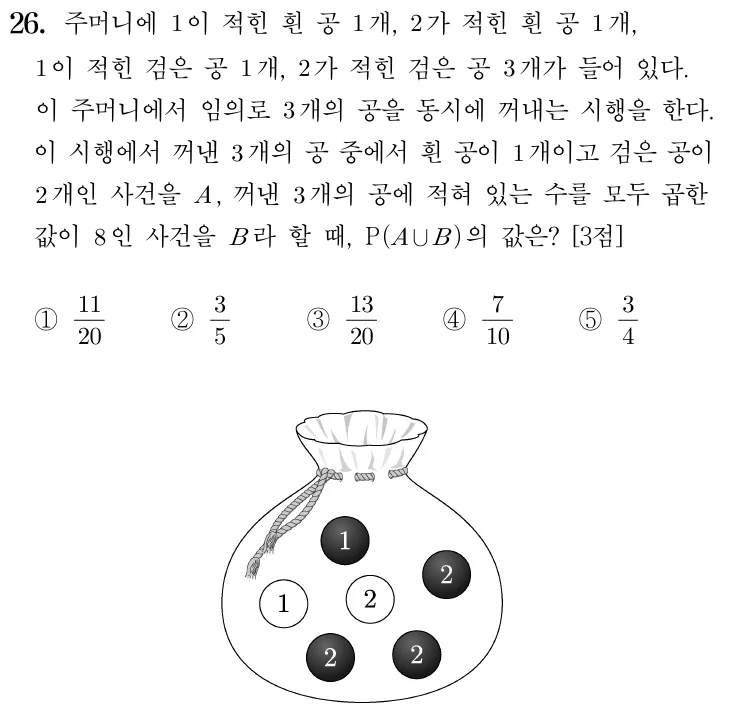 26. 주머니에 1이 적힌 흰 공 1개, 2가 적힌 흰 공 1개,
1이 적힌 검은 공 1개, 2가 적힌 검은 공 3개가 들어 있다.
이 주머니에서 임의로 3개의 공을 동시에 꺼내는 시행을 한다.
이 시행에서 꺼낸 3개의 공 중에서 흰 공이 1개이고 검은 공이
2개인 사건을 A, 꺼낸 3개의 공에 적혀 있는 수를 모두 곱한
값이 8인 사건을 B라 할 때, P(A∪B)의 값은? [3점]
① 11/20 ② 3/5 ③ 13/20 ④ 7/10 ⑤ 3/4
1
2
1 2
2 2